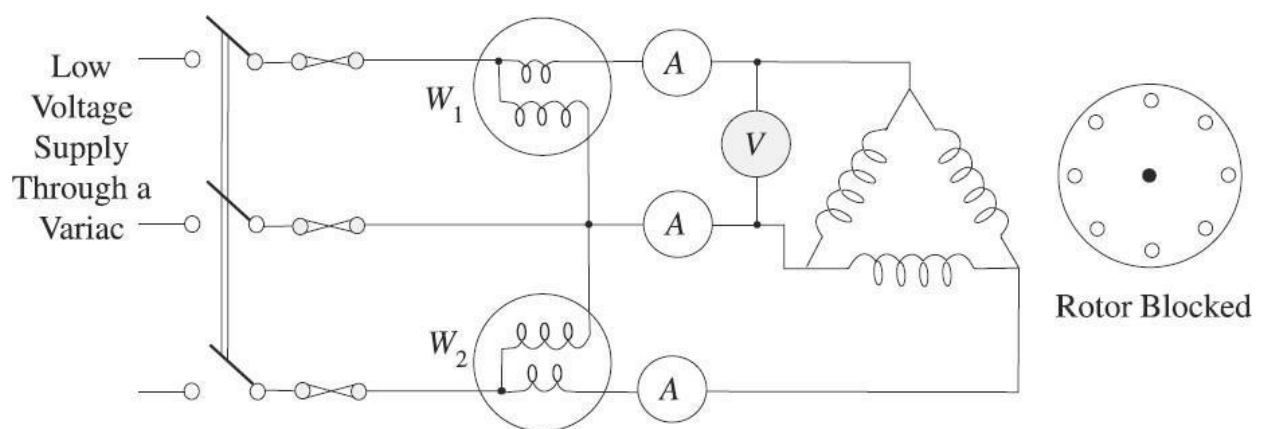 Low
Voltage
Supply
Through a
Variac
W1
A
V
A
W2
A
Rotor Blocked